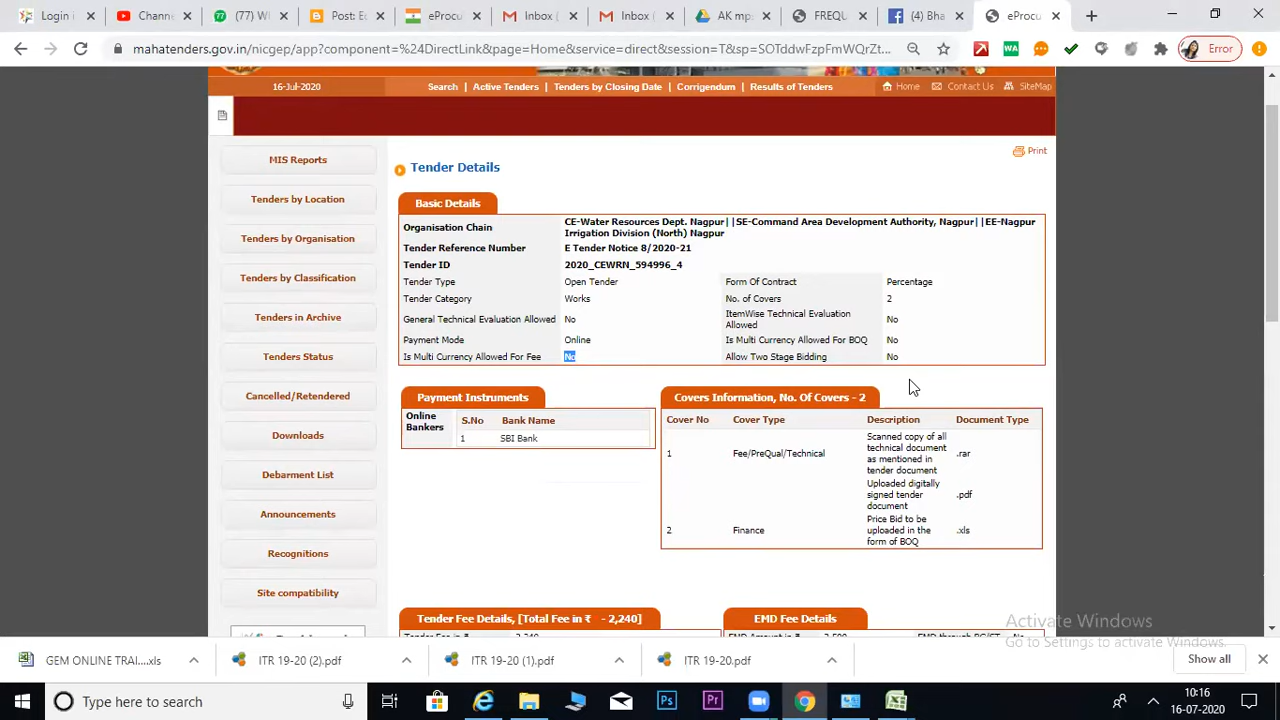 Login i
Chann
(77) W
Post: Ec
eProcu
Inbox (
Inbox.
AK mp
FREQL
(4) Bha
eProcu
mahatenders.gov.in/nicgep/app?component=%24DirectLink&page=Home&service=direct&session=T&sp=SOTddwFzpFmWQrZt...
Error
16-Jul-2020
Search | Active Tenders | Tenders by Closing Date | Corrigendum | Results of Tenders
Home Contact Us SiteMap
Print
MIS Reports
Tenders by Location
Tenders by Organisation
Tenders by Classification
Tenders in Archive
Tenders Status
Cancelled/Retendered
Downloads
Debarment List
Announcements
Recognitions
Site compatibility
Tender Details
Basic Details
Organisation Chain CE-Water Resources Dept. Nagpur||SE-Command Area Development Authority, Nagpur||EE-Nagpur
Irrigation Division (North) Nagpur
Tender Reference Number E Tender Notice 8/2020-21
Tender ID 2020_CEWRN_594996_4
Tender Type Open Tender Form Of Contract Percentage
Tender Category Works No. of Covers 2
General Technical Evaluation Allowed No ItemWise Technical Evaluation
Allowed No
Payment Mode Online Is Multi Currency Allowed For BOQ No
Is Multi Currency Allowed For Fee No Allow Two Stage Bidding No
Payment Instruments
Online
Bankers
S.No Bank Name
1 SBI Bank
Covers Information, No. Of Covers - 2
Cover No Cover Type Description Document Type
1 Fee/PreQual/Technical
Scanned copy of all
technical document
as mentioned in
tender document
.rar
Uploaded digitally
signed tender
document
.pdf
2 Finance
Price Bid to be
uploaded in the
form of BOQ
.xls
Tender Fee Details, [Total Fee in ₹ - 2,240]
EMD Fee Details
Activate Windows
Go to Settings to activate Windows.
GEM ONLINE TRAI....xls
ITR 19-20 (2).pdf
ITR 19-20 (1).pdf
ITR 19-20.pdf
Show all
Type here to search
10:16
16-07-2020